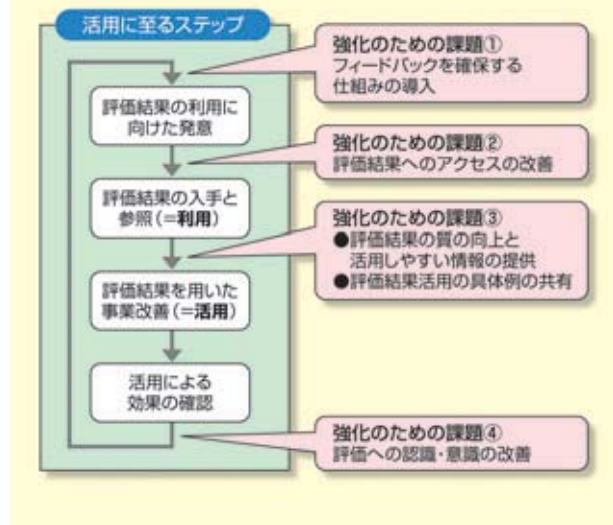 活用に至るステップ
強化のための課題①
フィードバックを確保する
仕組みの導入
評価結果の利用に
向けた発意
強化のための課題②
評価結果へのアクセスの改善
評価結果の入手と
参照(=利用)
強化のための課題③
●評価結果の質の向上と
活用しやすい情報の提供
●評価結果活用の具体例の共有
評価結果を用いた
事業改善(=活用)
活用による
効果の確認
強化のための課題④
評価への認識・意識の改善